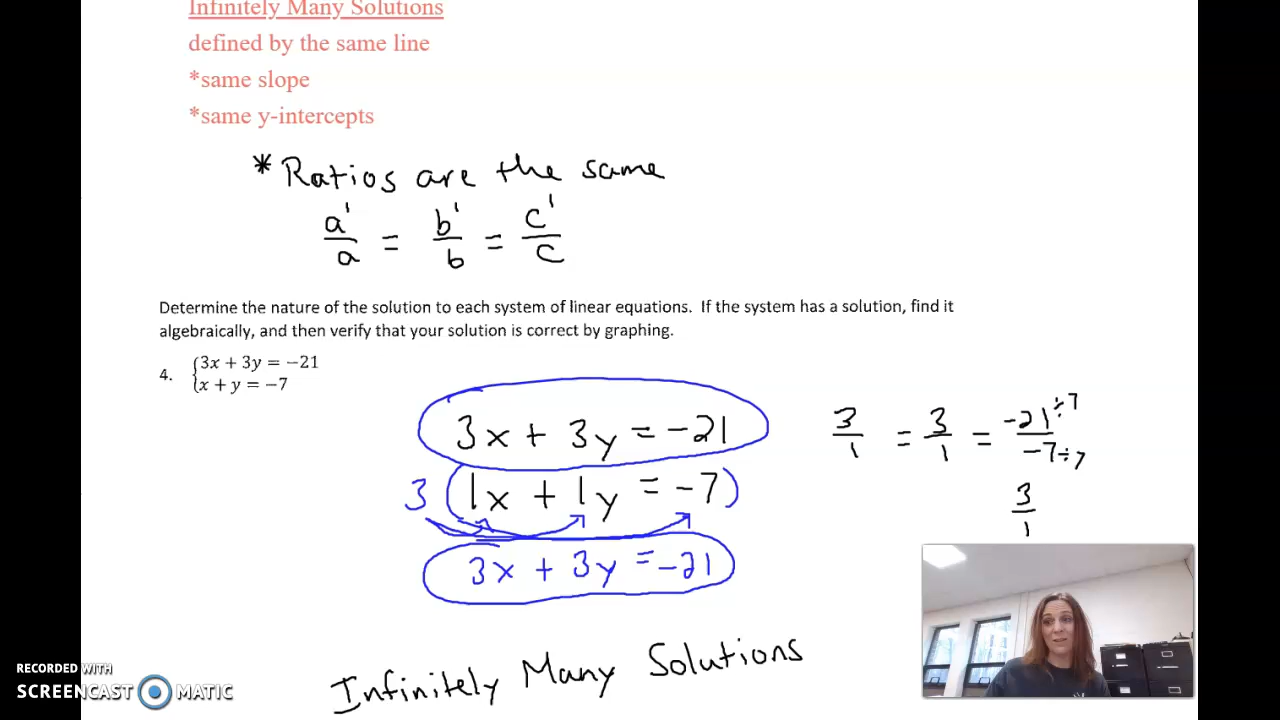 Infinitely Many Solutions
defined by the same line
*same slope
*same y-intercepts
* Ratios are the same
a'/a = b'/b = c'/c
Determine the nature of the solution to each system of linear equations. If the system has a solution, find it
algebraically, and then verify that your solution is correct by graphing.
4. {3x + 3y = −21
x + y = −7
3x + 3y = -21
3 (1x + 1y = -7)
3x + 3y = -21
3/1 = 3/1 = -21÷7/-7÷7
3/1
Infinitely Many Solutions
RECORDED WITH
SCREENCAST MATIC